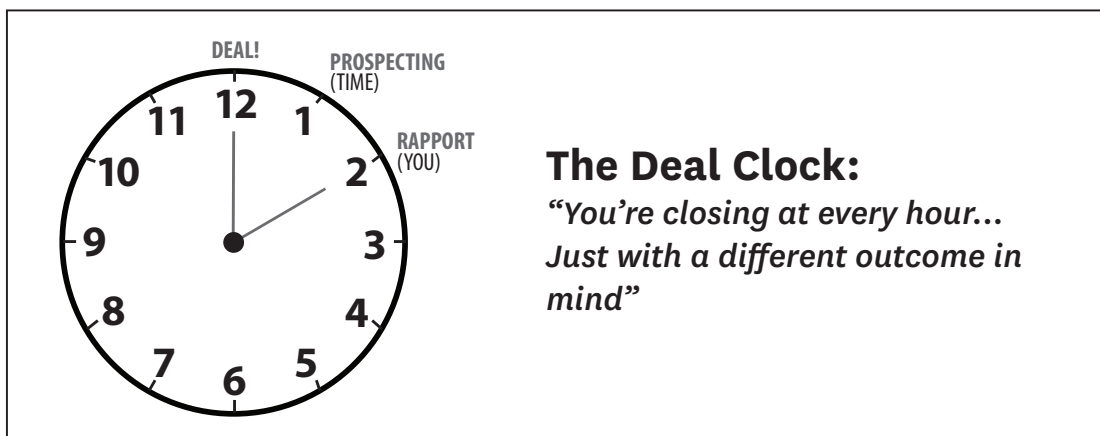 DEAL!
PROSPECTING
(TIME)
RAPPORT
(YOU)
12
1
2
3
4
5
6
7
8
9
10
11
The Deal Clock:
“You’re closing at every hour...
Just with a different outcome in
mind”